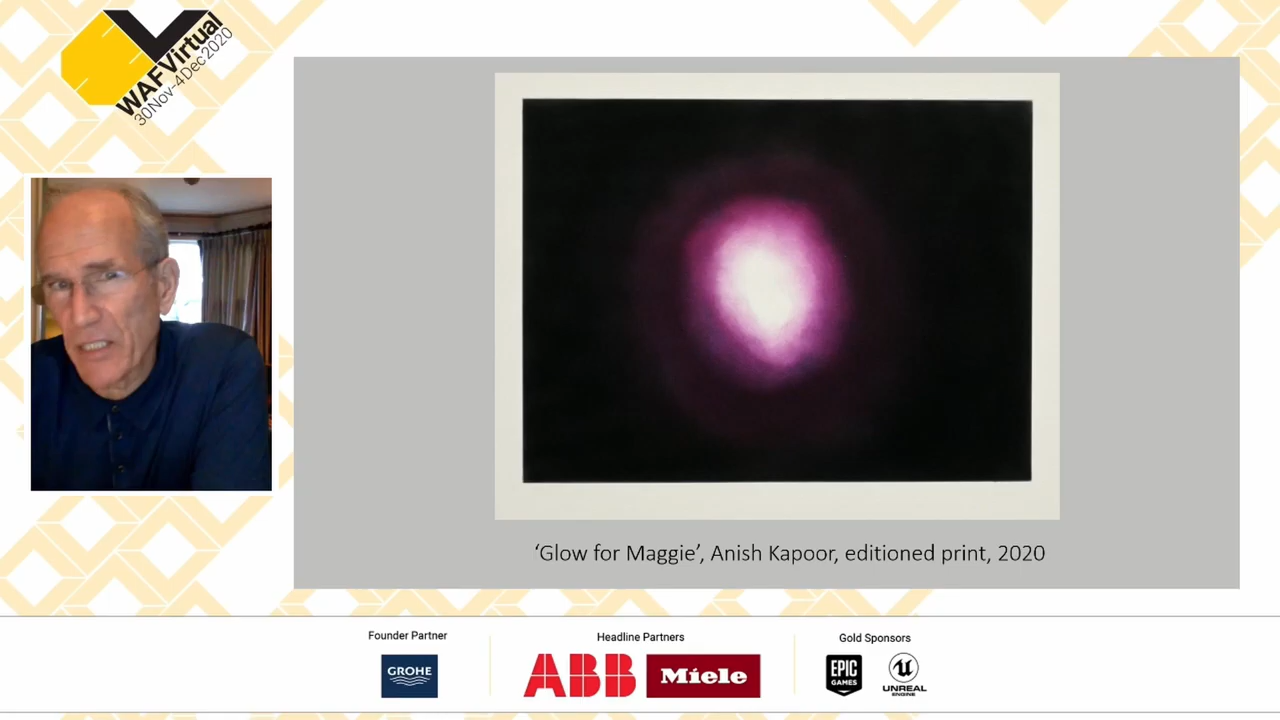 WAFVirtual
30Nov-4Dec2020
‘Glow for Maggie’, Anish Kapoor, editioned print, 2020
Founder Partner
Headline Partners
Gold Sponsors
GROHE
ABB
Miele
EPIC
GAMES
UNREAL
ENGINE